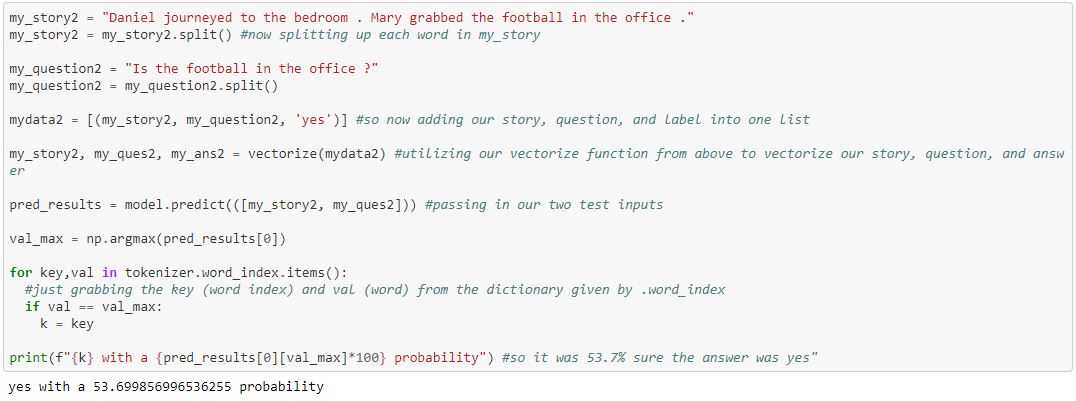 my_story2 = "Daniel journeyed to the bedroom . Mary grabbed the football in the office ."
my_story2 = my_story2.split() #now splitting up each word in my_story
my_question2 = "Is the football in the office ?"
my_question2 = my_question2.split()
mydata2 = [(my_story2, my_question2, 'yes')] #so now adding our story, question, and label into one list
my_story2, my_ques2, my_ans2 = vectorize(mydata2) #utilizing our vectorize function from above to vectorize our story, question, and answ
er
pred_results = model.predict(([my_story2, my_ques2])) #passing in our two test inputs
val_max = np.argmax(pred_results[0])
for key,val in tokenizer.word_index.items():
#just grabbing the key (word index) and val (word) from the dictionary given by .word_index
if val == val_max:
k = key
print(f"{k} with a {pred_results[0][val_max]*100} probability") #so it was 53.7% sure the answer was yes"
yes with a 53.699856996536255 probability